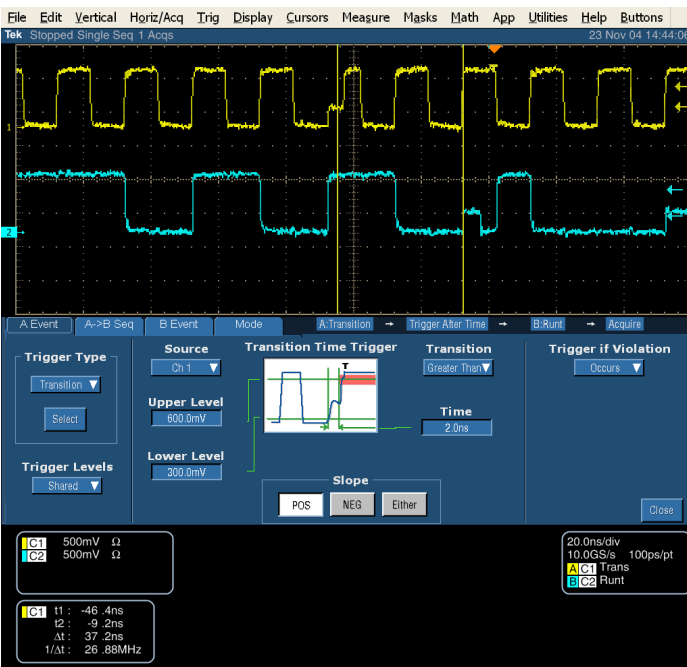 File Edit Vertical Horiz/Acq Trig Display Cursors Measure Masks Math App Utilities Help Buttons
Tek Stopped Single Seq 1 Acqs 23 Nov 04 14:44:06
1
2
A Event A->B Seq B Event Mode A:Transition → Trigger After Time → B:Runt → Acquire
Trigger Type
Transition
Select
Trigger Levels
Shared
Source
Ch 1
Upper Level
600.0mV
Lower Level
300.0mV
Transition Time Trigger
T
Transition
Greater Than
Time
2.0ns
Slope
POS NEG Either
Trigger if Violation
Occurs
Close
C1 500mV Ω
C2 500mV Ω
20.0ns/div
10.0GS/s 100ps/pt
A C1 Trans
B C2 Runt
C1 t1 : -46 .4ns
t2 : -9 .2ns
Δt : 37 .2ns
1/Δt : 26 .88MHz